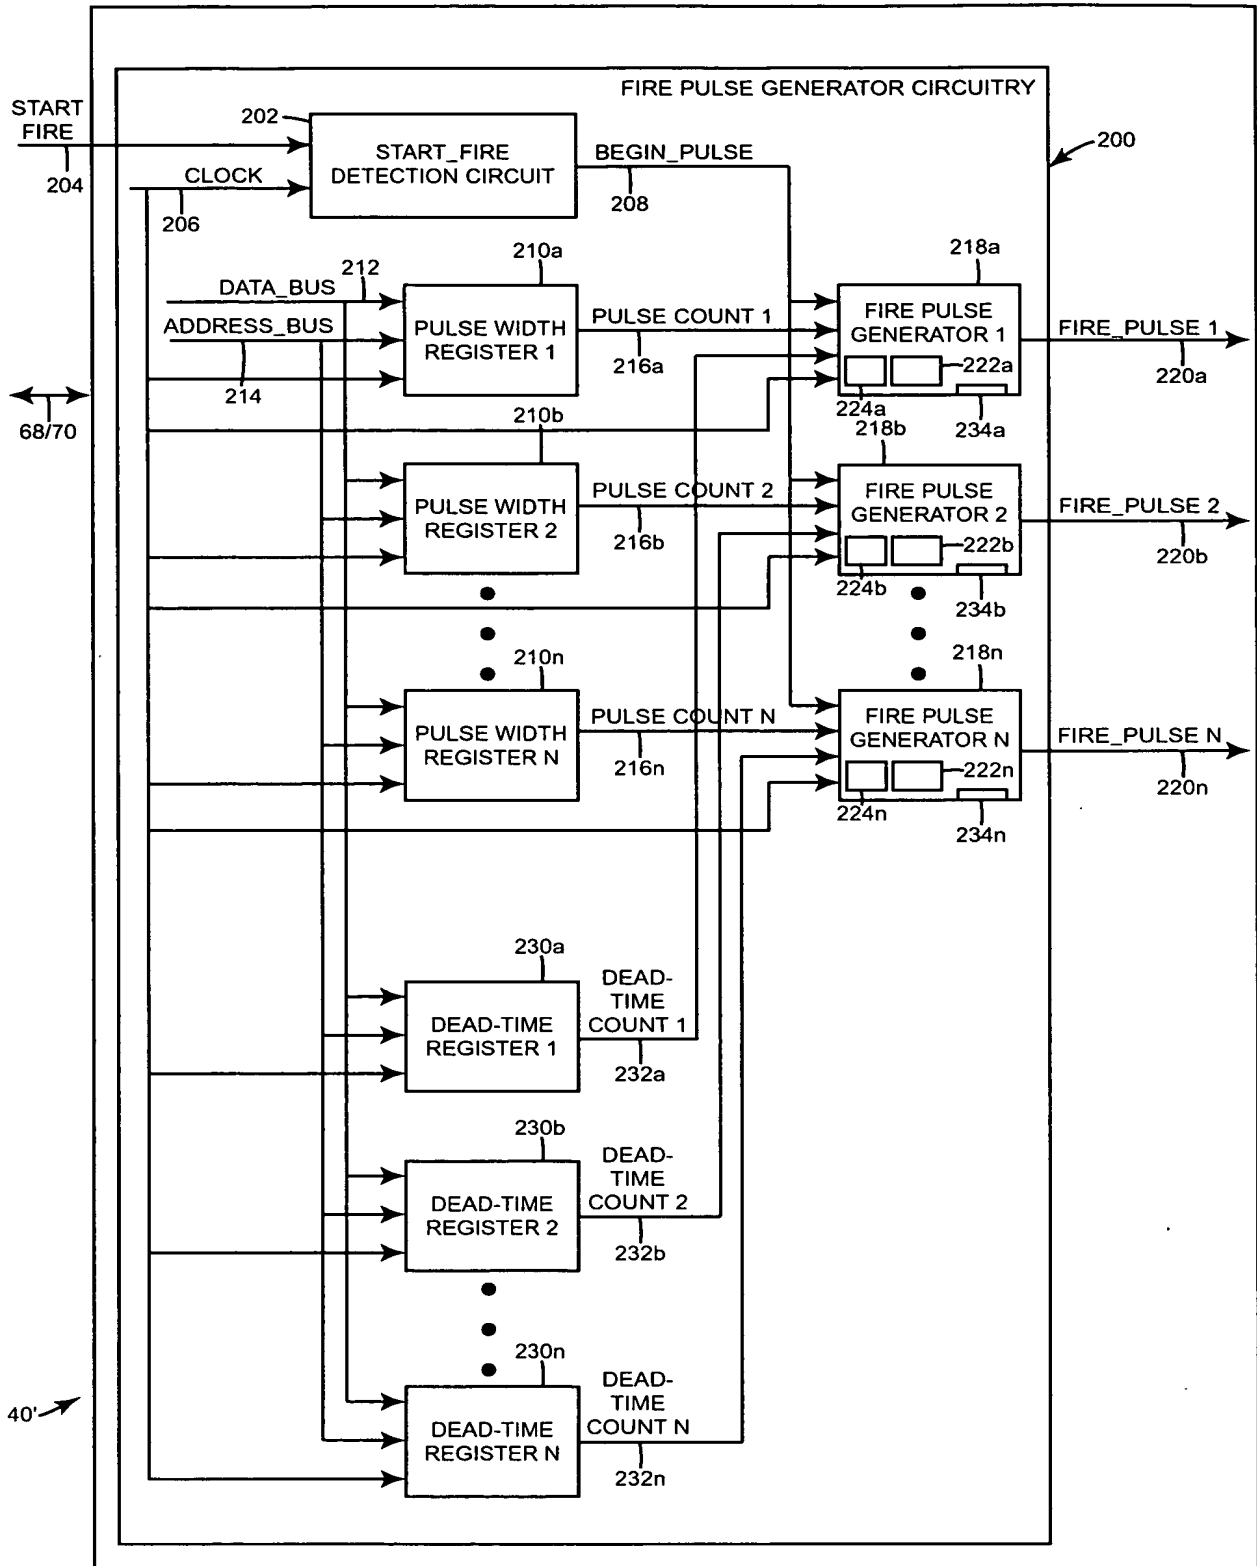 FIRE PULSE GENERATOR CIRCUITRY
START
FIRE
204
202
START_FIRE
DETECTION CIRCUIT
CLOCK
206
BEGIN_PULSE
208
200
212
DATA_BUS
ADDRESS_BUS
214
68/70
210a
PULSE WIDTH
REGISTER 1
PULSE COUNT 1
216a
218a
FIRE PULSE
GENERATOR 1
222a
224a
234a
FIRE_PULSE 1
220a
210b
PULSE WIDTH
REGISTER 2
PULSE COUNT 2
216b
218b
FIRE PULSE
GENERATOR 2
222b
224b
234b
FIRE_PULSE 2
220b
210n
PULSE WIDTH
REGISTER N
PULSE COUNT N
216n
218n
FIRE PULSE
GENERATOR N
222n
224n
234n
FIRE_PULSE N
220n
230a
DEAD-TIME
REGISTER 1
DEAD-
TIME
COUNT 1
232a
230b
DEAD-TIME
REGISTER 2
DEAD-
TIME
COUNT 2
232b
230n
DEAD-TIME
REGISTER N
DEAD-
TIME
COUNT N
232n
40'